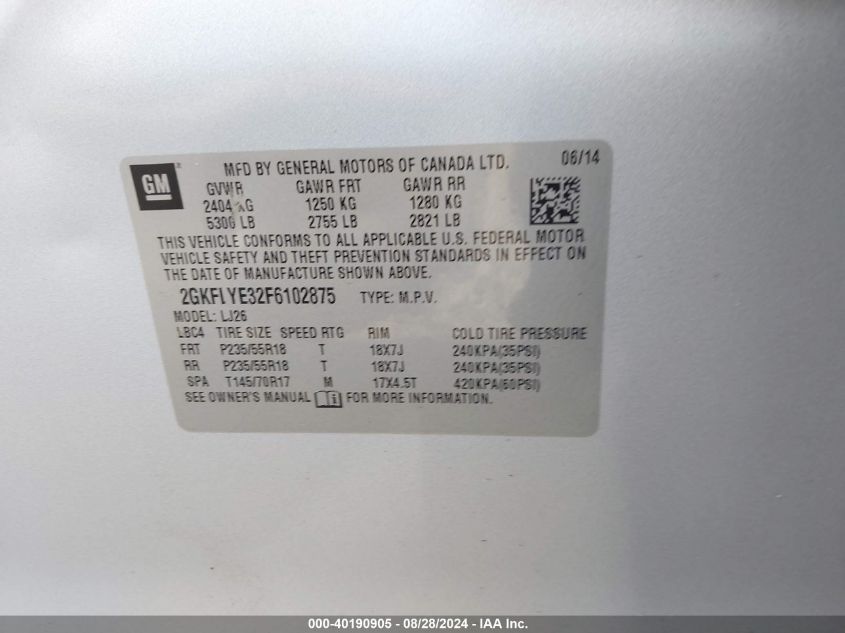 GM
MFD BY GENERAL MOTORS OF CANADA LTD. 06/14
GVWR GAWR FRT GAWR RR
2404 KG 1250 KG 1280 KG
5300 LB 2755 LB 2821 LB
THIS VEHICLE CONFORMS TO ALL APPLICABLE U.S. FEDERAL MOTOR
VEHICLE SAFETY AND THEFT PREVENTION STANDARDS IN EFFECT ON
THE DATE OF MANUFACTURE SHOWN ABOVE.
2GKFLYE32F6102875 TYPE: M.P.V.
MODEL: LJ26
LBC4 TIRE SIZE SPEED RTG RIM COLD TIRE PRESSURE
FRT P235/55R18 T 18X7J 240KPA(35PSI)
RR P235/55R18 T 18X7J 240KPA(35PSI)
SPA T145/70R17 M 17X4.5T 420KPA(60PSI)
SEE OWNER'S MANUAL FOR MORE INFORMATION.
000-40190905 - 08/28/2024 - IAA Inc.